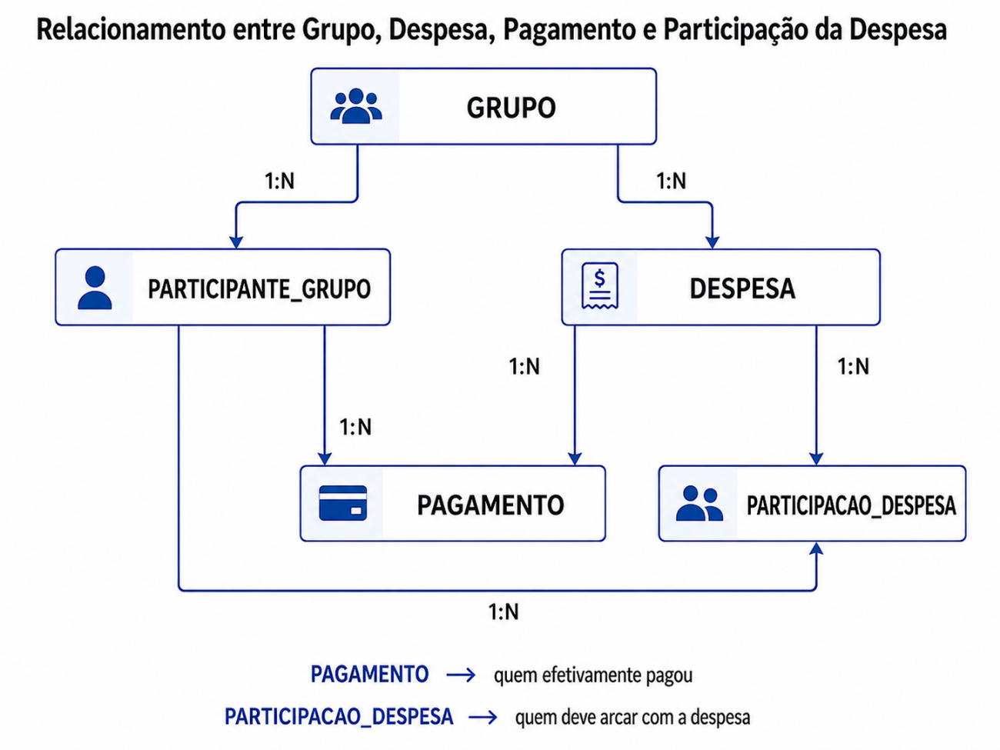 Relacionamento entre Grupo, Despesa, Pagamento e Participação da Despesa
GRUPO
1:N
1:N
PARTICIPANTE_GRUPO
$
DESPESA
1:N
1:N
1:N
PAGAMENTO
PARTICIPACAO_DESPESA
1:N
PAGAMENTO → quem efetivamente pagou
PARTICIPACAO_DESPESA → quem deve arcar com a despesa